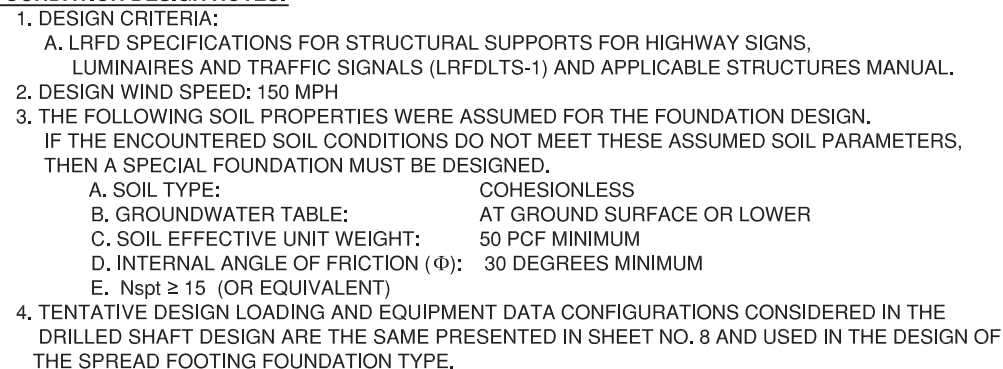 1. DESIGN CRITERIA:
A. LRFD SPECIFICATIONS FOR STRUCTURAL SUPPORTS FOR HIGHWAY SIGNS,
LUMINAIRES AND TRAFFIC SIGNALS (LRFDLTS-1) AND APPLICABLE STRUCTURES MANUAL.
2. DESIGN WIND SPEED: 150 MPH
3. THE FOLLOWING SOIL PROPERTIES WERE ASSUMED FOR THE FOUNDATION DESIGN.
IF THE ENCOUNTERED SOIL CONDITIONS DO NOT MEET THESE ASSUMED SOIL PARAMETERS,
THEN A SPECIAL FOUNDATION MUST BE DESIGNED.
A. SOIL TYPE: COHESIONLESS
B. GROUNDWATER TABLE: AT GROUND SURFACE OR LOWER
C. SOIL EFFECTIVE UNIT WEIGHT: 50 PCF MINIMUM
D. INTERNAL ANGLE OF FRICTION (Φ): 30 DEGREES MINIMUM
E. Nspt ≥ 15 (OR EQUIVALENT)
4. TENTATIVE DESIGN LOADING AND EQUIPMENT DATA CONFIGURATIONS CONSIDERED IN THE
DRILLED SHAFT DESIGN ARE THE SAME PRESENTED IN SHEET NO. 8 AND USED IN THE DESIGN OF
THE SPREAD FOOTING FOUNDATION TYPE.